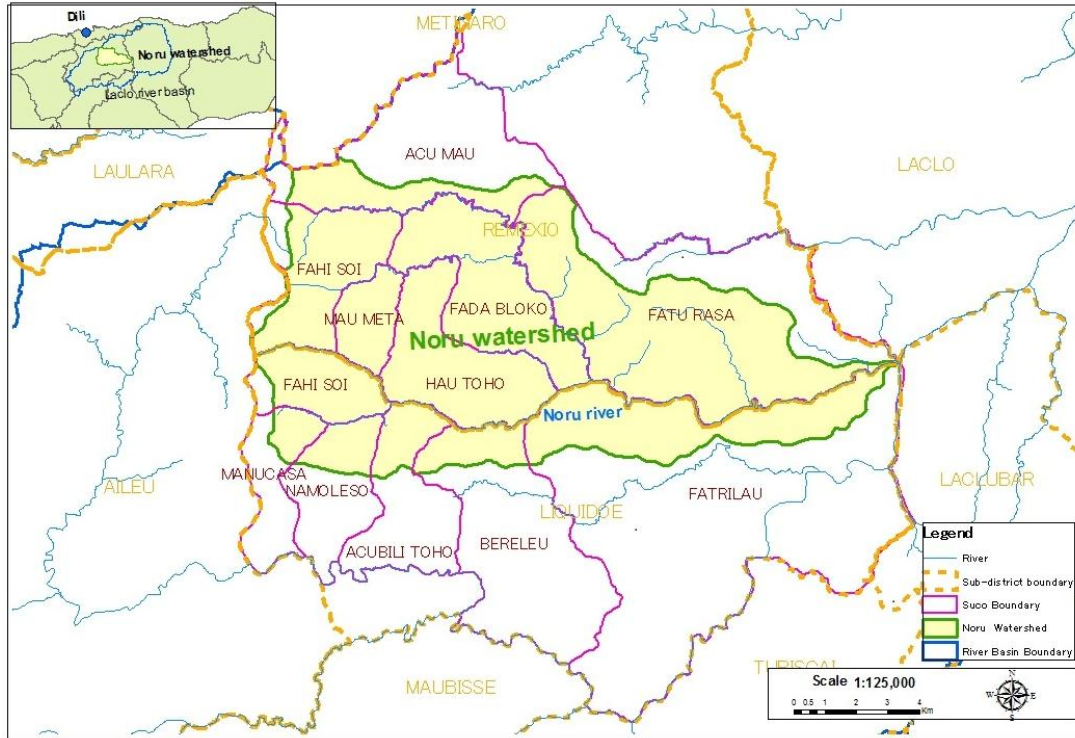 Dili
Noru watershed
Laclo river basin
METINARO
ACU MAU
LAULARA
LACLO
REMEXIO
FAHI SOI
FADA BLOKO
FATU RASA
MAU META
Noru watershed
FAHI SOI
HAU TOHO
Noru river
MANUCASA
AILEU
NAMOLESO
FATRILAU
LACLUBAR
LIQUIDOE
BERELEU
ACUBILI TOHO
Legend
River
Sub-district boundary
Suco Boundary
Noru Watershed
River Basin Boundary
MAUBISSE
Scale 1:125,000
0 0.5 1 2 3 4
Km
N
W E
S